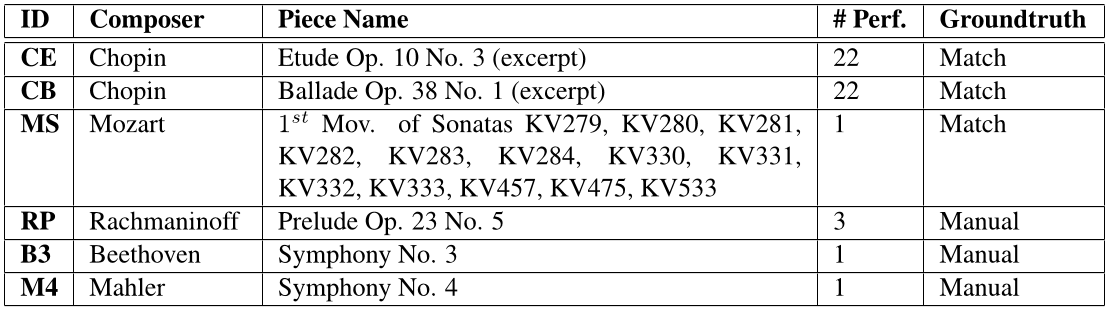 ID Composer Piece Name # Perf. Groundtruth
CE Chopin Etude Op. 10 No. 3 (excerpt) 22 Match
CB Chopin Ballade Op. 38 No. 1 (excerpt) 22 Match
MS Mozart 1st Mov. of Sonatas KV279, KV280, KV281, 1 Match
KV282, KV283, KV284, KV330, KV331,
KV332, KV333, KV457, KV475, KV533
RP Rachmaninoff Prelude Op. 23 No. 5 3 Manual
B3 Beethoven Symphony No. 3 1 Manual
M4 Mahler Symphony No. 4 1 Manual